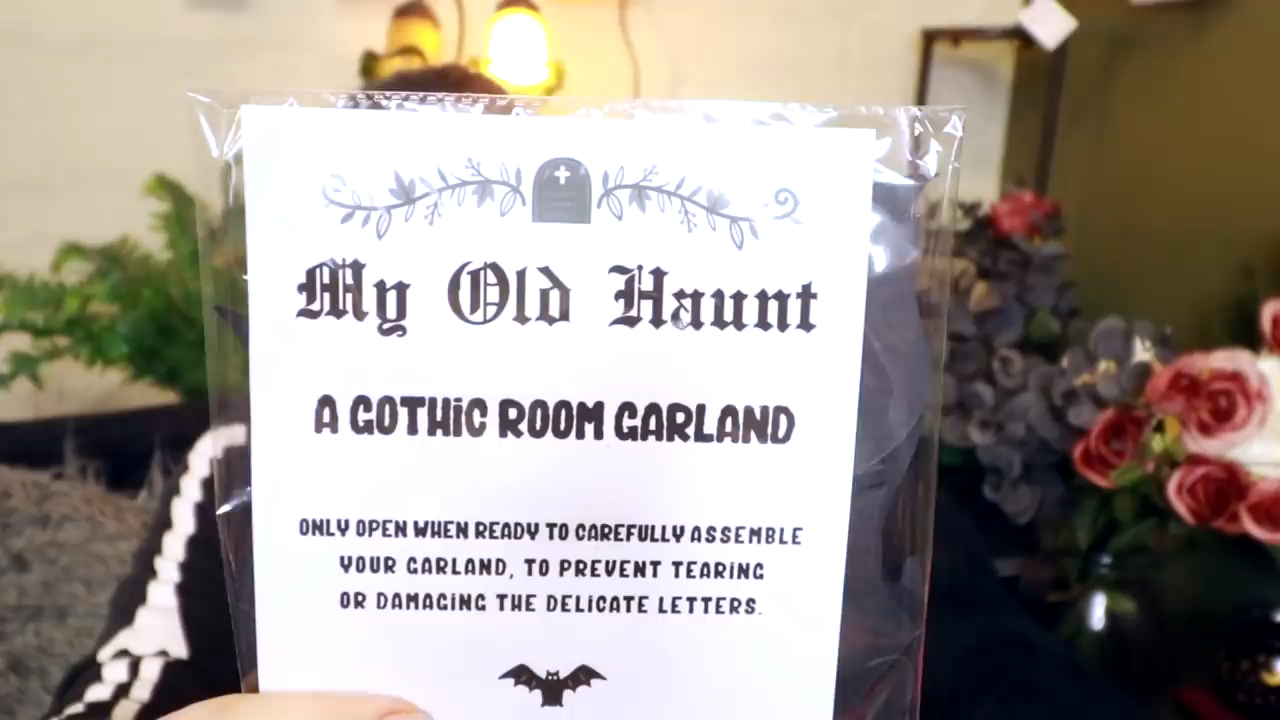 My Old Haunt
A GOTHiC ROOM GARLAND
ONLY OPEN WHEN READY TO CAREFULLY ASSEMBLE
YOUR GARLAND, TO PREVENT TEARiNG
OR DAMAGiNG THE DELiCATE LETTERS.